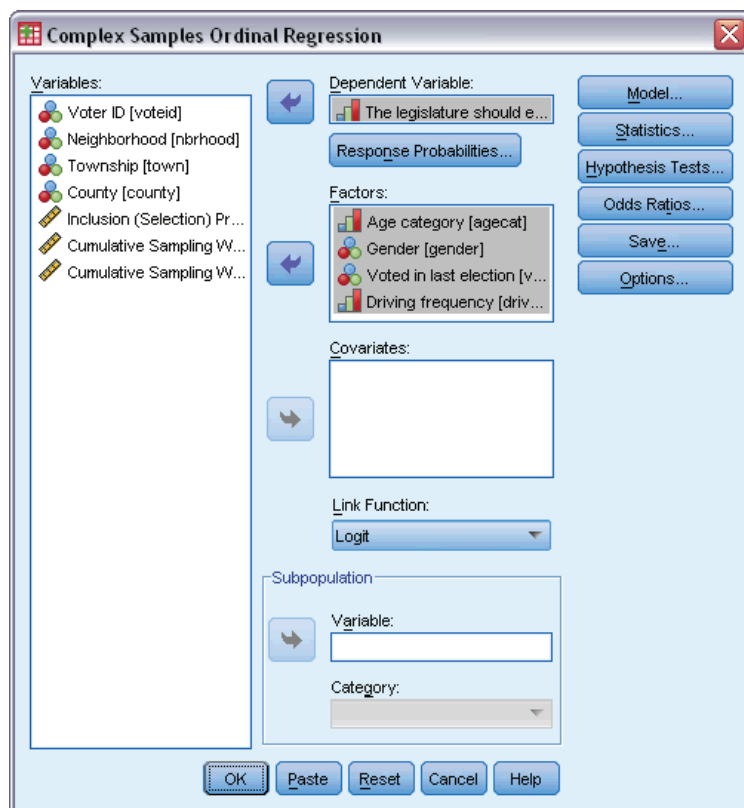 Complex Samples Ordinal Regression
Variables:
Voter ID [voteid]
Neighborhood [nbrhood]
Township [town]
County [county]
Inclusion (Selection) Pr...
Cumulative Sampling W...
Cumulative Sampling W...
Dependent Variable:
The legislature should e...
Response Probabilities...
Factors:
Age category [agecat]
Gender [gender]
Voted in last election [v...
Driving frequency [driv...
Covariates:
Link Function:
Logit
Subpopulation
Variable:
Category:
Model...
Statistics...
Hypothesis Tests...
Odds Ratios...
Save...
Options...
OK
Paste
Reset
Cancel
Help